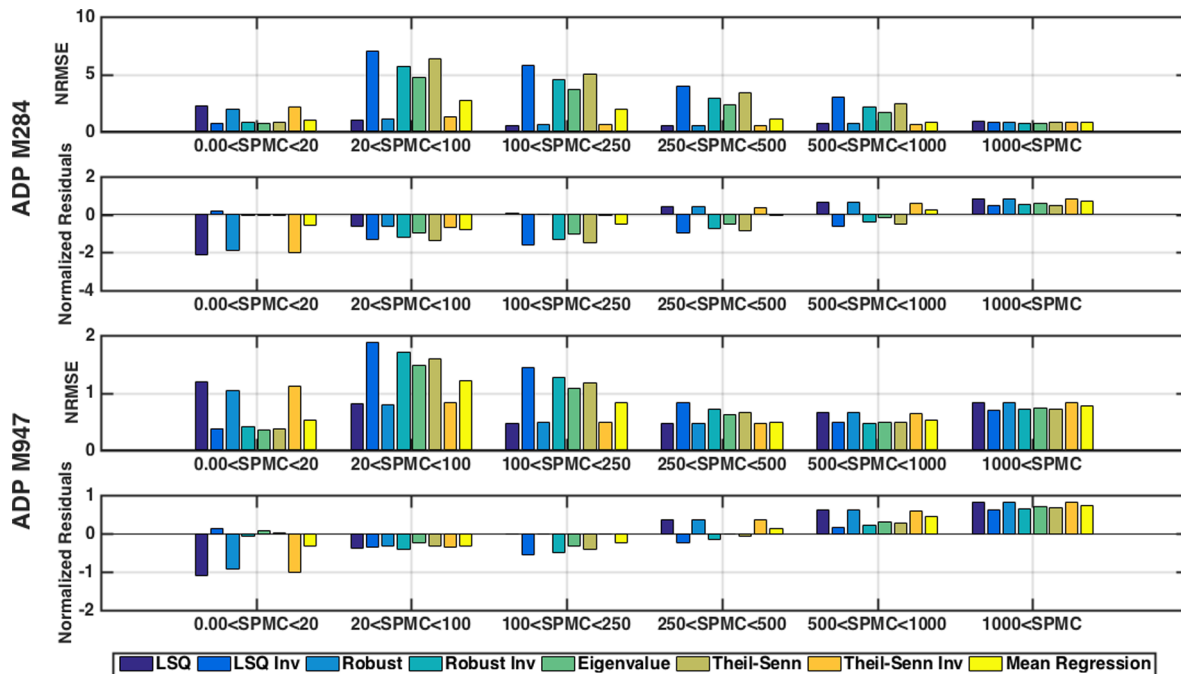 ADP M284
NRMSE
10
5
0
0.00<SPMC<20 20<SPMC<100 100<SPMC<250 250<SPMC<500 500<SPMC<1000 1000<SPMC
Normalized Residuals
2
0
-2
-4
0.00<SPMC<20 20<SPMC<100 100<SPMC<250 250<SPMC<500 500<SPMC<1000 1000<SPMC
ADP M947
NRMSE
2
1
0
0.00<SPMC<20 20<SPMC<100 100<SPMC<250 250<SPMC<500 500<SPMC<1000 1000<SPMC
Normalized Residuals
1
0
-1
-2
0.00<SPMC<20 20<SPMC<100 100<SPMC<250 250<SPMC<500 500<SPMC<1000 1000<SPMC
LSQ LSQ Inv Robust Robust Inv Eigenvalue Theil-Senn Theil-Senn Inv Mean Regression